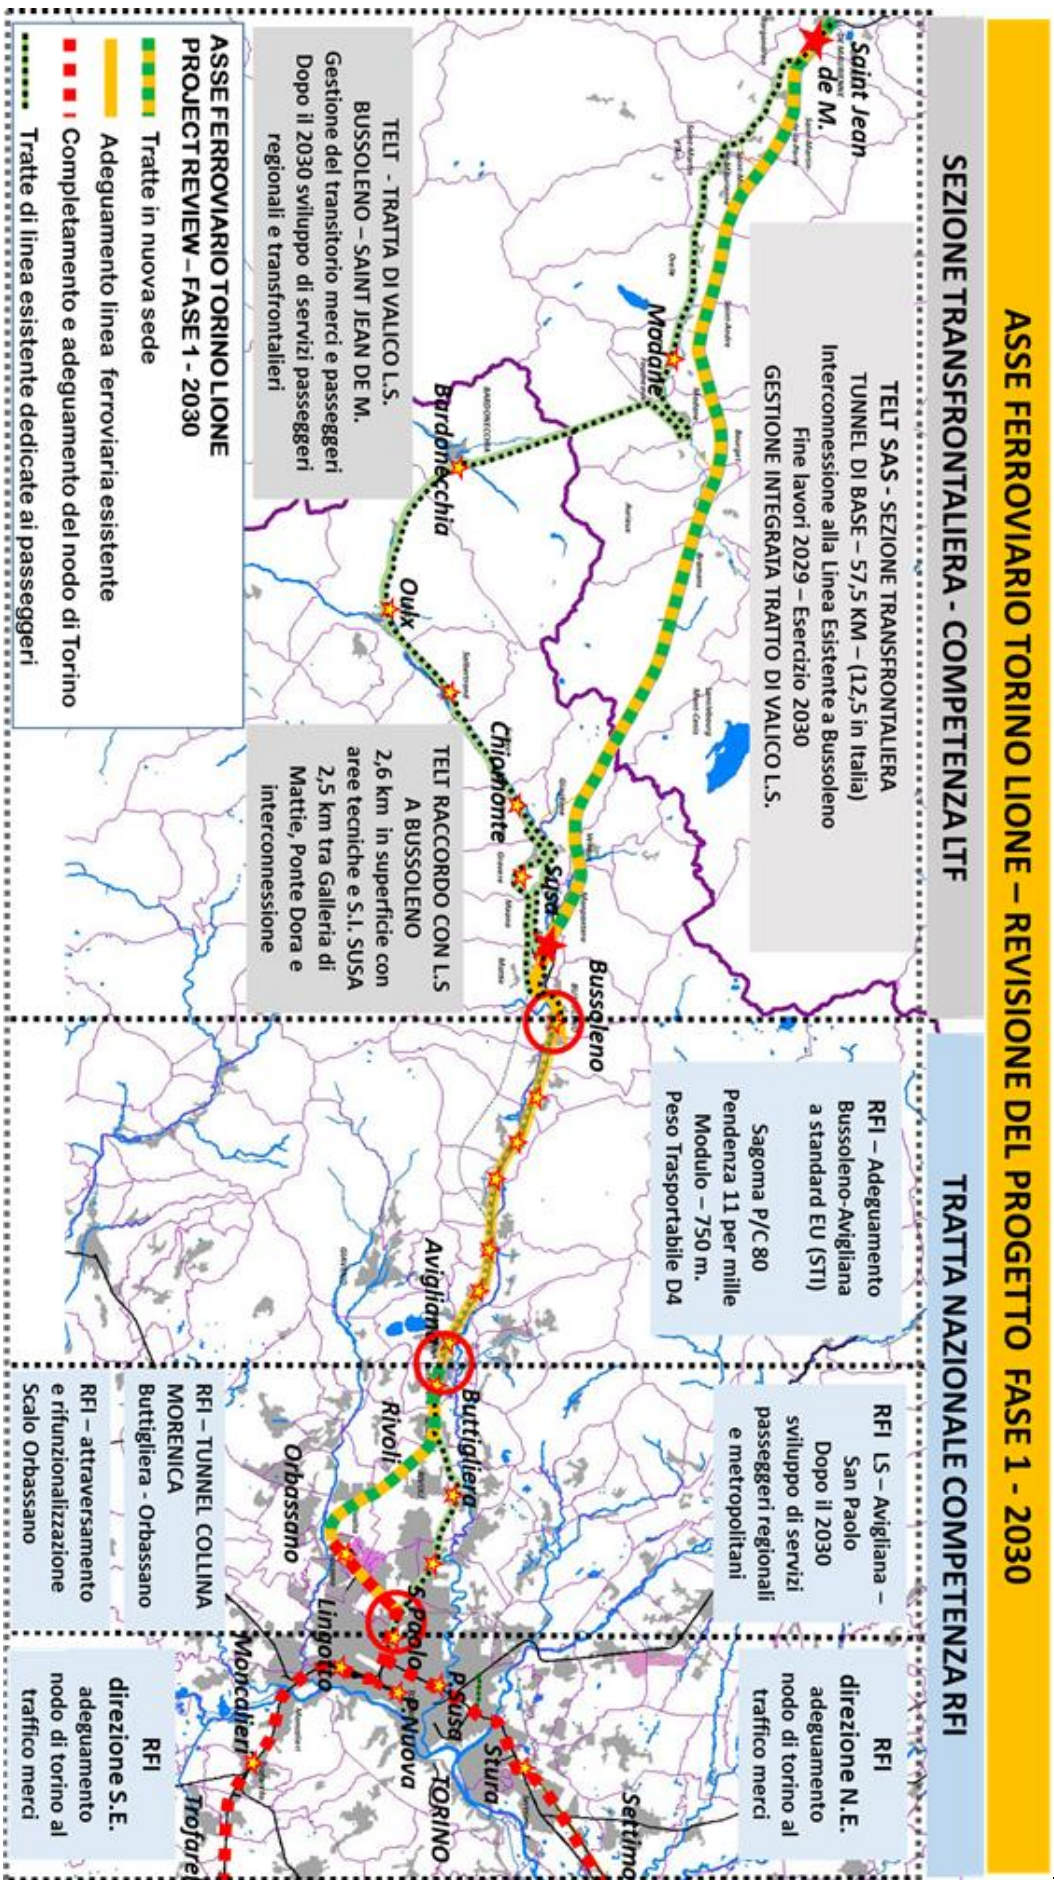 ASSE FERROVIARIO TORINO LIONE – REVISIONE DEL PROGETTO FASE 1 - 2030
SEZIONE TRANSFRONTALIERA - COMPETENZA LTF
TRATTA NAZIONALE COMPETENZA RFI
TELT SAS - SEZIONE TRANSFRONTALIERA
TUNNEL DI BASE – 57,5 KM – (12,5 in Italia)
Interconnessione alla Linea Esistente a Bussoleno
Fine lavori 2029 – Esercizio 2030
GESTIONE INTEGRATA TRATTO DI VALICO L.S.
RFI – Adeguamento
Bussoleno-Avigliana
a standard EU (STI)
Sagoma P/C 80
Pendenza 11 per mille
Modulo – 750 m.
Peso Trasportabile D4
RFI LS – Avigliana –
San Paolo
Dopo il 2030
sviluppo di servizi
passeggeri regionali
e metropolitani
RFI
direzione N.E.
adeguamento
nodo di torino al
traffico merci
Saint Jean
de M.
Modane
Bardonecchia
BARDONECCHIA
Oulx
Salbertrand
Chiomonte
Susa
Bussoleno
Avigliana
Buttigliera
Rivoli
Orbassano
S.Paolo
Lingotto
Moncalieri
P.Susa
P.Nuova
TORINO
Stura
Settimo
Trofarel
TELT - TRATTA DI VALICO L.S.
BUSSOLENO – SAINT JEAN DE M.
Gestione del transitorio merci e passeggeri
Dopo il 2030 sviluppo di servizi passeggeri
regionali e transfrontalieri
TELT RACCORDO CON L.S
A BUSSOLENO
2,6 km in superficie con
aree tecniche e S.I. SUSA
2,5 km tra Galleria di
Mattie, Ponte Dora e
interconnessione
RFI – TUNNEL COLLINA
MORENICA
Buttigliera - Orbassano
RFI – attraversamento
e rifunzionalizzazione
Scalo Orbassano
RFI
direzione S.E.
adeguamento
nodo di torino al
traffico merci
ASSE FERROVIARIO TORINO LIONE
PROJECT REVIEW – FASE 1 - 2030
Tratte in nuova sede
Adeguamento linea ferroviaria esistente
Completamento e adeguamento del nodo di Torino
Tratte di linea esistente dedicate ai passeggeri